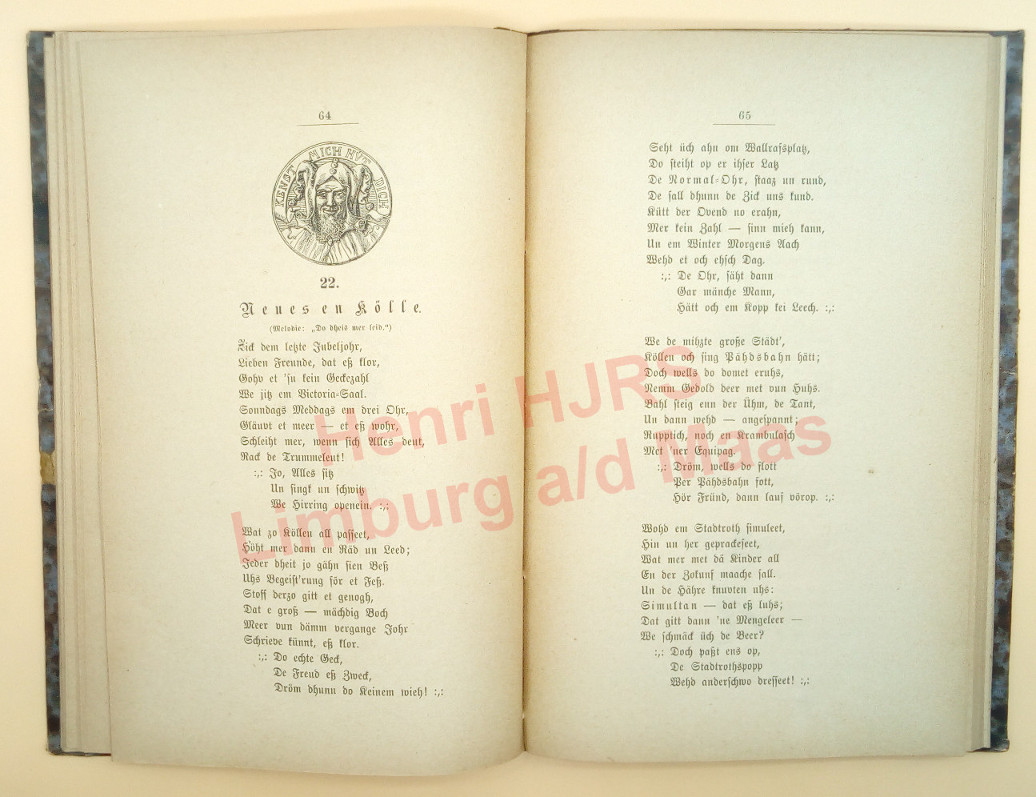 64
KENST MICH HVT DICH
22.
Neues en Kölle.
(Melodie: „Do dheis mer leid.“)
Zick dem letzte Jubeljohr,
Lieben Freunde, dat eß klor,
Gohv et 'su kein Geckezahl
We jitz em Victoria-Saal.
Sonndags Meddags em drei Ohr,
Gläuvt et meer — et eß wohr,
Schleiht mer, wenn sich Alles deut,
Nack de Trummeleut!
:,: Jo, Alles sitz
Un singk un schwitz
We Hirring openein. :,:
Wat zo Köllen all passeet,
Höht mer dann en Räd un Leed;
Jeder dheit jo gähn sien Beß
Uhs Begeist'rung för et Feß.
Stoff derzo gitt et genogh,
Dat e groß — mächdig Boch
Meer vun dämm vergange Johr
Schrieve künnt, eß klor.
:,: Do echte Geck,
De Freud eß Zweck,
Dröm dhunn do Keinem wieh! :,:
65
Seht üch ahn om Wallrafsplatz,
Do steiht op er ihser Latz
De Normal-Ohr, staaz un rund,
De sall dhunn de Zick uns kund.
Kütt der Ovend no erahn,
Mer kein Zahl — sinn mieh kann,
Un em Winter Morgens Aach
Wehd et och ehsch Dag.
:,: De Ohr, säht dann
Gar mänche Mann,
Hätt och em Kopp kei Leech. :,:
We de mihzte große Städt',
Köllen och sing Pähdsbahn hätt;
Doch wells do domet eruhs,
Nemm Gedold deer met vun Huhs.
Bahl steig enn der Ühm, de Tant,
Un dann wehd — angespannt;
Rupptich, noch en Krambulasch
Met 'ner Equipag.
:,: Dröm, wells do flott
Per Pähdsbahn fott,
Hör Fründ, dann lauf vörop. :,:
Wohd em Stadtroth simuleet,
Hin un her geprackeseet,
Wat mer met dä Kinder all
En der Zokunf maache sall.
Un de Hähre knuvten uhs:
Simultan — dat eß luhs;
Dat gitt dann 'ne Mengeleer —
We schmäck üch de Beer?
:,: Doch paßt ens op,
De Stadtrothspopp
Wehd anderschwo dresseet! :,:
Henri HJRS
Limburg a/d Maas